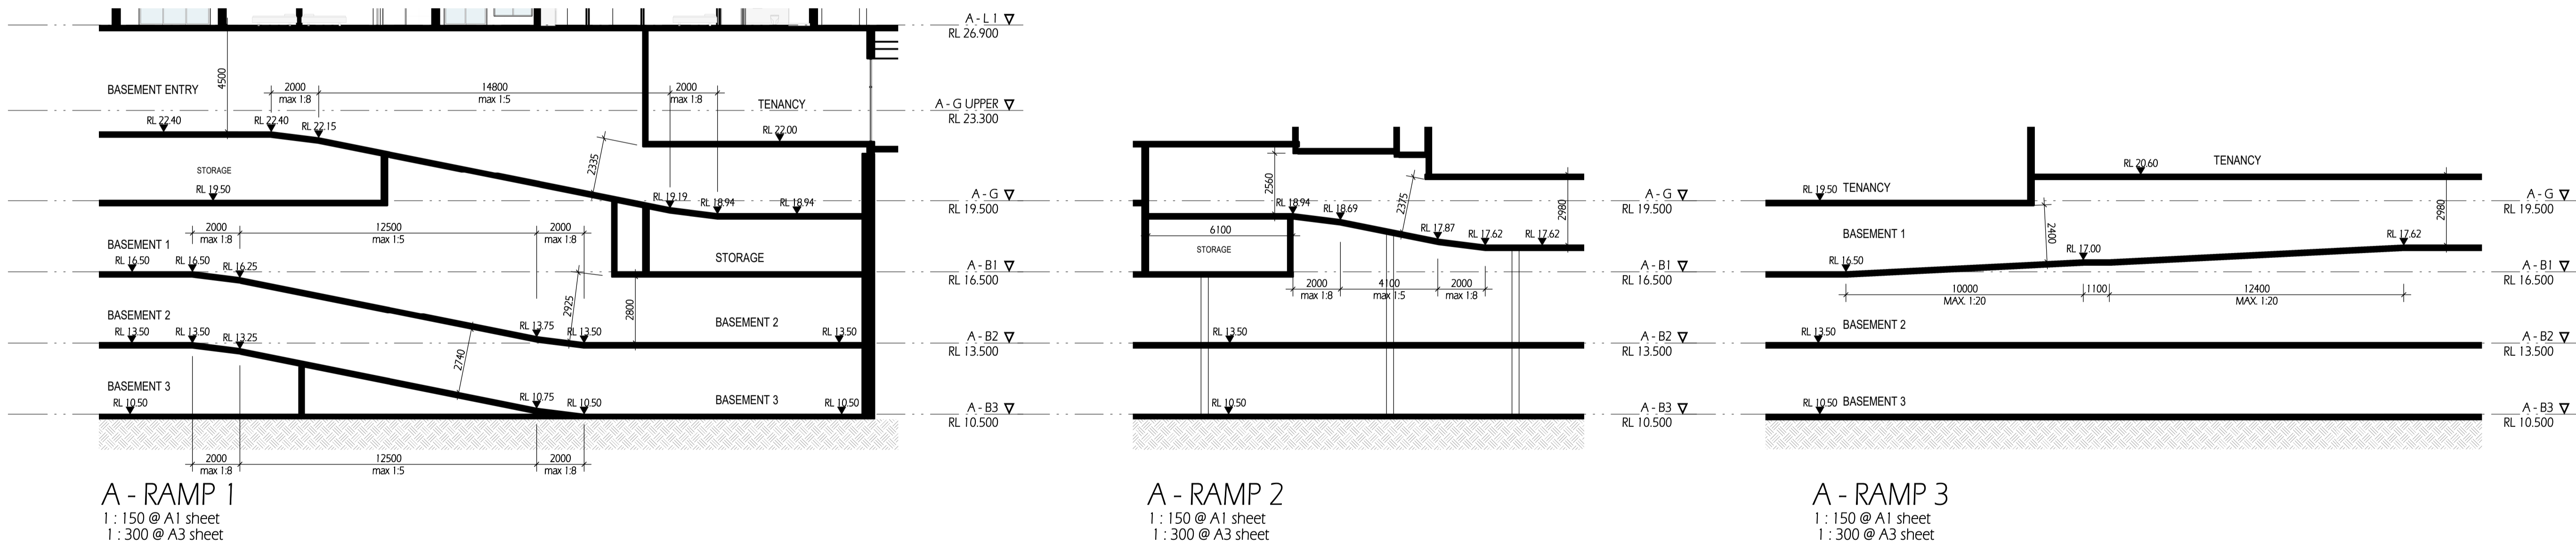 A - L1
RL 26.900
4500
2000
max 1:8
14800
max 1:5
2000
max 1:8
BASEMENT ENTRY
TENANCY
A - G UPPER
RL 23.300
RL 22.40
RL 22.40
RL 22.15
RL 22.00
2335
STORAGE
RL 19.50
RL 19.19
RL 18.94
RL 18.94
A - G
RL 19.500
2000
max 1:8
12500
max 1:5
2000
max 1:8
BASEMENT 1
RL 16.50
RL 16.50
RL 16.25
STORAGE
A - B1
RL 16.500
2925
2800
BASEMENT 2
RL 13.50
RL 13.50
RL 13.25
RL 13.75
RL 13.50
BASEMENT 2
RL 13.50
A - B2
RL 13.500
2740
BASEMENT 3
RL 10.50
RL 10.75
RL 10.50
BASEMENT 3
RL 10.50
A - B3
RL 10.500
2000
max 1:8
12500
max 1:5
2000
max 1:8
A - RAMP 1
1 : 150 @ A1 sheet
1 : 300 @ A3 sheet
2560
2375
2980
RL 18.94
RL 18.69
RL 17.87
RL 17.62
RL 17.62
6100
STORAGE
2000
max 1:8
4100
max 1:5
2000
max 1:8
RL 13.50
RL 10.50
A - G
RL 19.500
A - B1
RL 16.500
A - B2
RL 13.500
A - B3
RL 10.500
A - RAMP 2
1 : 150 @ A1 sheet
1 : 300 @ A3 sheet
RL 20.60
TENANCY
RL 19.50
TENANCY
2400
2980
BASEMENT 1
RL 16.50
RL 17.00
RL 17.62
10000
MAX. 1:20
1100
12400
MAX. 1:20
BASEMENT 2
RL 13.50
RL 10.50
BASEMENT 3
A - G
RL 19.500
A - B1
RL 16.500
A - B2
RL 13.500
A - B3
RL 10.500
A - RAMP 3
1 : 150 @ A1 sheet
1 : 300 @ A3 sheet